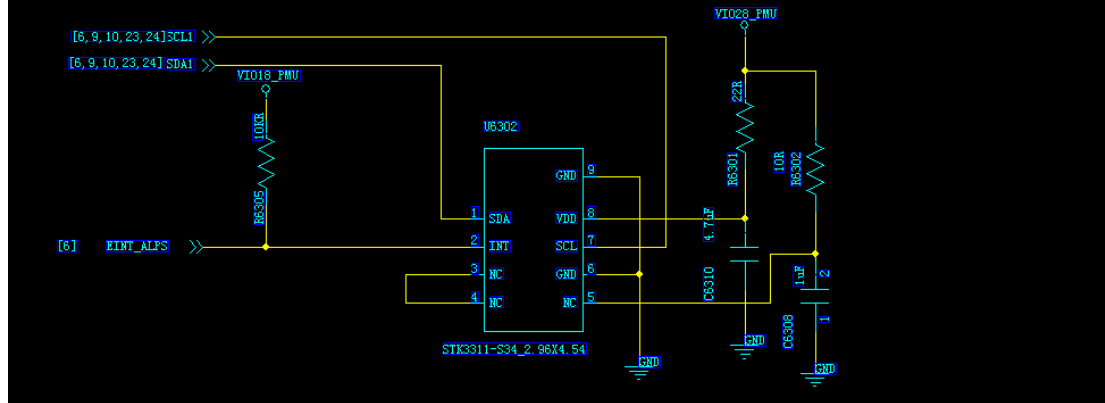 VIO28_PMU
[6,9,10,23,24]SCL1
[6,9,10,23,24] SDA1
VIO18_PMU
22R
10KR
U6302
R6301
10R
R6302
GND 9
R6305
1 SDA
VDD 8
4.7uF
[6] EINT_ALPS
2 INT
SCL 7
3 NC
GND 6
C6310
1uF
2
4 NC
NC 5
C6308
1
STK3311-S34_2.96X4.54
GND
GND
GND